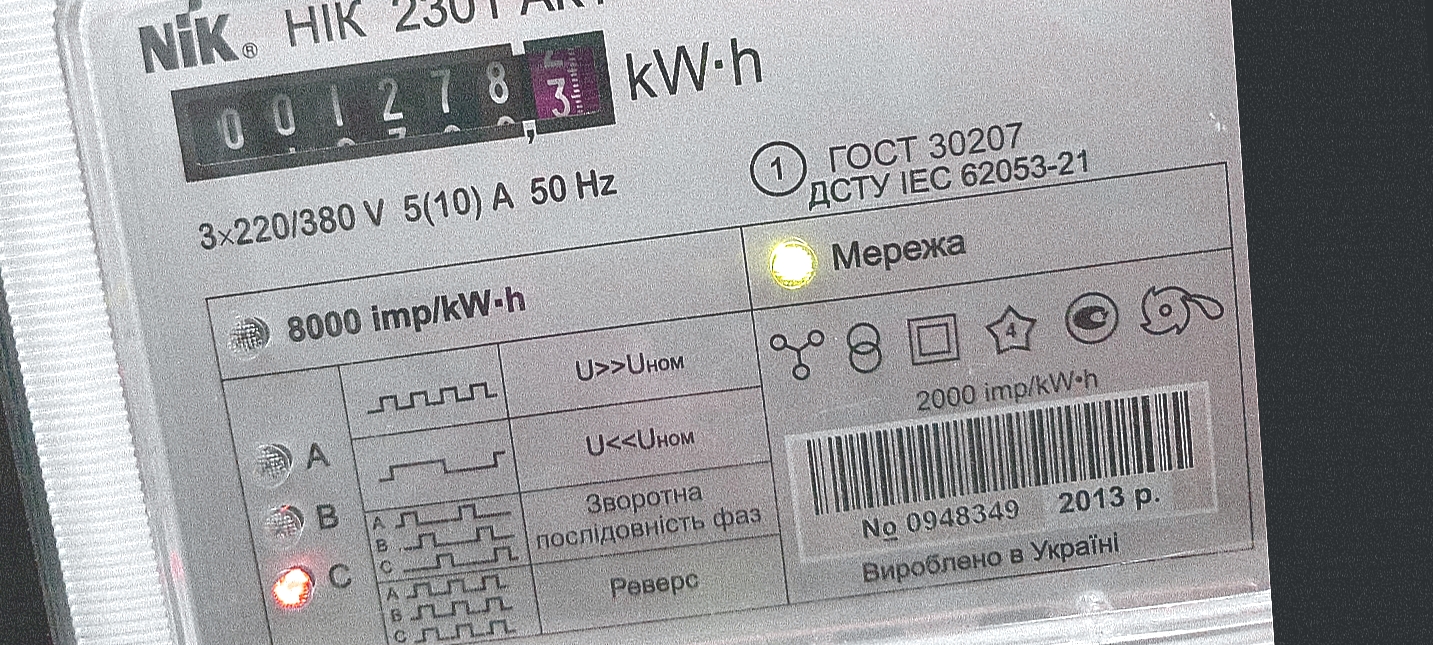 NiK® НІК 2301
001278,3 kW·h
3×220/380 V 5(10) A 50 Hz
1 ГОСТ 30207
ДСТУ IEC 62053-21
8000 imp/kW·h
Мережа
U>>Uном
A
U<<Uном
B
A
B
C
Зворотна
послідовність фаз
C
A
B
C
Реверс
4
2000 imp/kW·h
№ 0948349 2013 р.
Вироблено в Україні